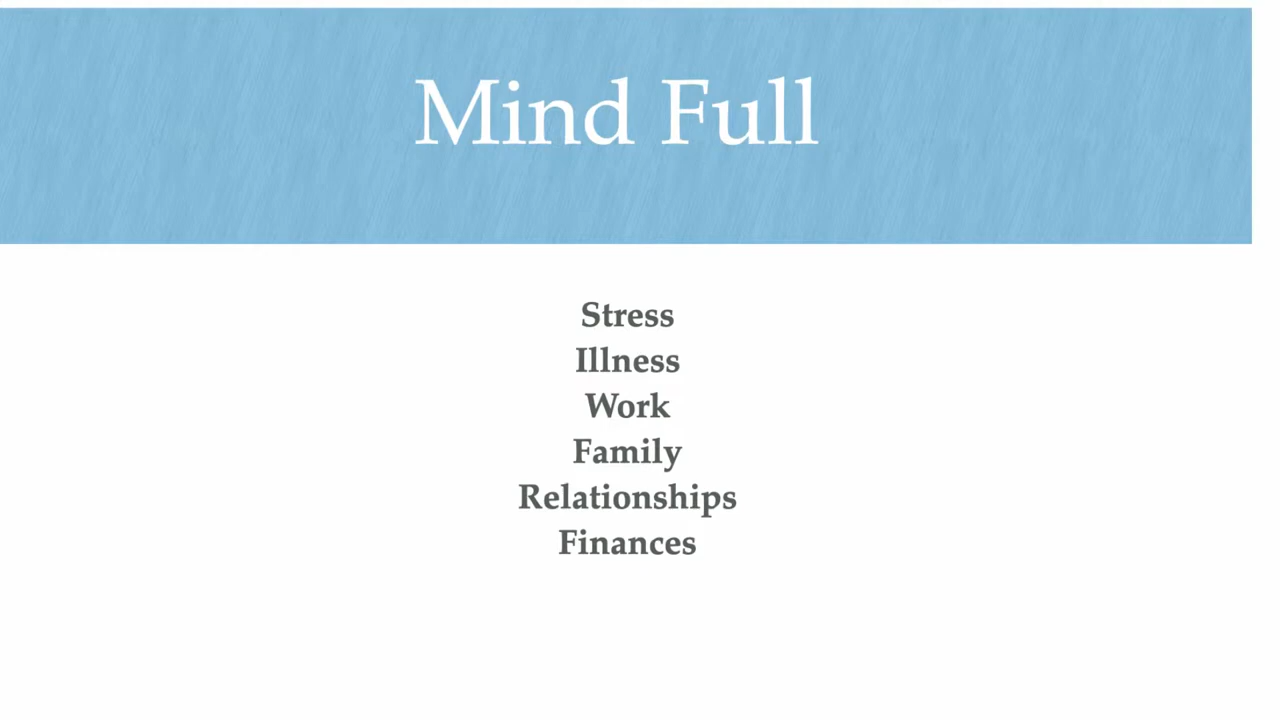 Mind Full
Stress
Illness
Work
Family
Relationships
Finances